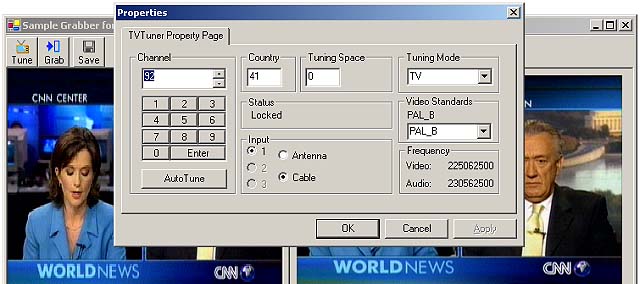 Sample Grabber for
Properties
Tune
Grab
Save
TVTuner Property Page
Channel
92
1 2 3
4 5 6
7 8 9
0 Enter
AutoTune
Country
41
Tuning Space
0
Tuning Mode
TV
Status
Locked
Video Standards
PAL_B
PAL_B
Input
1
2
3
Antenna
Cable
Frequency
Video: 225062500
Audio: 230562500
OK
Cancel
Apply
CNN CENTER
WORLDNEWS CNN
WORLDNEWS CNN